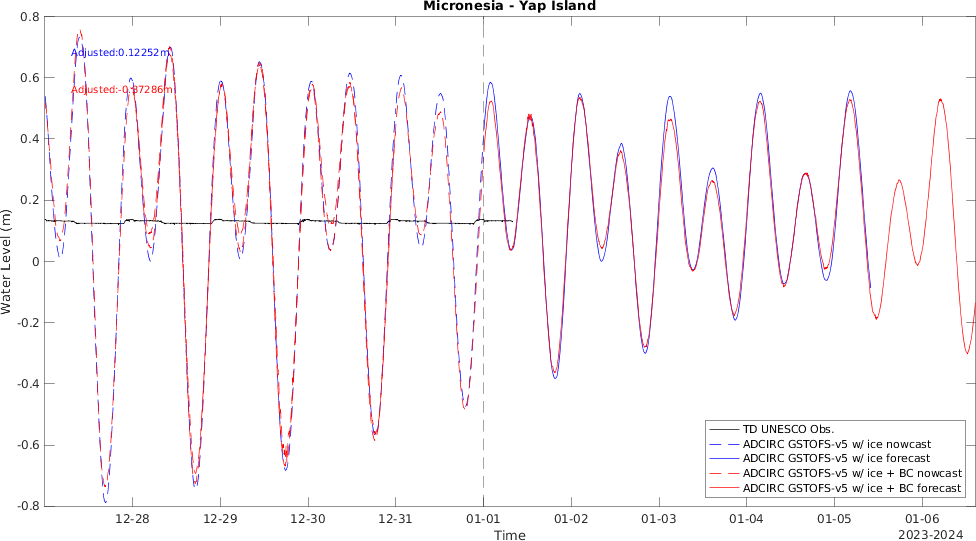 Micronesia - Yap Island
0.8
Adjusted:0.12252m
0.6
Adjusted:-0.37286m
0.4
0.2
0
-0.2
-0.4
-0.6
-0.8
Water Level (m)
TD UNESCO Obs.
ADCIRC GSTOFS-v5 w/ ice nowcast
ADCIRC GSTOFS-v5 w/ ice forecast
ADCIRC GSTOFS-v5 w/ ice + BC nowcast
ADCIRC GSTOFS-v5 w/ ice + BC forecast
12-28 12-29 12-30 12-31 01-01 01-02 01-03 01-04 01-05 01-06
Time
2023-2024